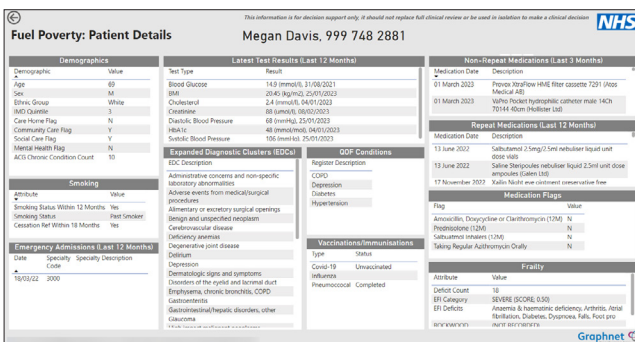 This information is for decision support only, it should not replace full clinical review or be used in isolation to make a clinical decision
NHS
Fuel Poverty: Patient Details
Megan Davis, 999 748 2881
Demographics
Demographic Value
Age 69
Sex M
Ethnic Group White
IMD Quintile 3
Care Home Flag N
Community Care Flag Y
Social Care Flag Y
Mental Health Flag N
ACG Chronic Condition Count 10
Smoking
Attribute Value
Smoking Status Within 12 Months Yes
Smoking Status Past Smoker
Cessation Ref Within 18 Months Yes
Emergency Admissions (Last 12 Months)
Date Specialty Code Specialty Description
18/03/22 3000
Latest Test Results (Last 12 Months)
Test Type Result
Blood Glucose 14.9 (mmol/l), 31/08/2021
BMI 20.45 (kg/m2), 25/01/2023
Cholesterol 2.4 (mmol/l), 04/01/2023
Creatinine 88 (umol/l), 08/02/2023
Diastolic Blood Pressure 68 (mmHg), 25/01/2023
HbA1c 48 (mmol/mol), 04/01/2023
Systolic Blood Pressure 106 (mmHg), 25/01/2023
Expanded Diagnostic Clusters (EDCs)
EDC Description
Administrative concerns and non-specific
laboratory abnormalities
Adverse events from medical/surgical
procedures
Alimentary or excretory surgical openings
Benign and unspecified neoplasm
Cerebrovascular disease
Deficiency anemias
Degenerative joint disease
Delirium
Depression
Dermatologic signs and symptoms
Disorders of the eyelid and lacrimal duct
Emphysema, chronic bronchitis, COPD
Gastroenteritis
Gastrointestinal/hepatic disorders, other
Glaucoma
High impact malignant neoplasms
QOF Conditions
Register Description
COPD
Depression
Diabetes
Hypertension
Vaccinations/Immunisations
Type Status
Covid-19 Unvaccinated
Influenza
Pneumococcal Completed
Non-Repeat Medications (Last 3 Months)
Medication Date Description
01 March 2023 Provox XtraFlow HME filter cassette 7291 (Atos
Medical AB)
01 March 2023 VaPro Pocket hydrophilic catheter male 14Ch
70144 40cm (Hollister Ltd)
Repeat Medications (Last 12 Months)
Medication Date Description
13 June 2022 Salbutamol 2.5mg/2.5ml nebuliser liquid unit
dose vials
13 June 2022 Saline Steripoules nebuliser liquid 2.5ml unit dose
ampoules (Galen Ltd)
17 November 2022 Xailin Night eye ointment preservative free
Medication Flags
Flag Value
Amoxicillin, Doxycycline or Clarithromycin (12M) N
Prednisolone (12M) N
Salbuatmol Inhalers (12M) N
Taking Regular Azithromycin Orally N
Frailty
Attribute Value
Deficit Count 18
EFI Category SEVERE (SCORE, 0.50)
EFI Deficits Anaemia & haematinic deficiency, Arthritis, Atrial
fibrillation, Diabetes, Dyspnoea, Falls, Foot pro
ROCKWOOD (NOT RECORDED)
Graphnet